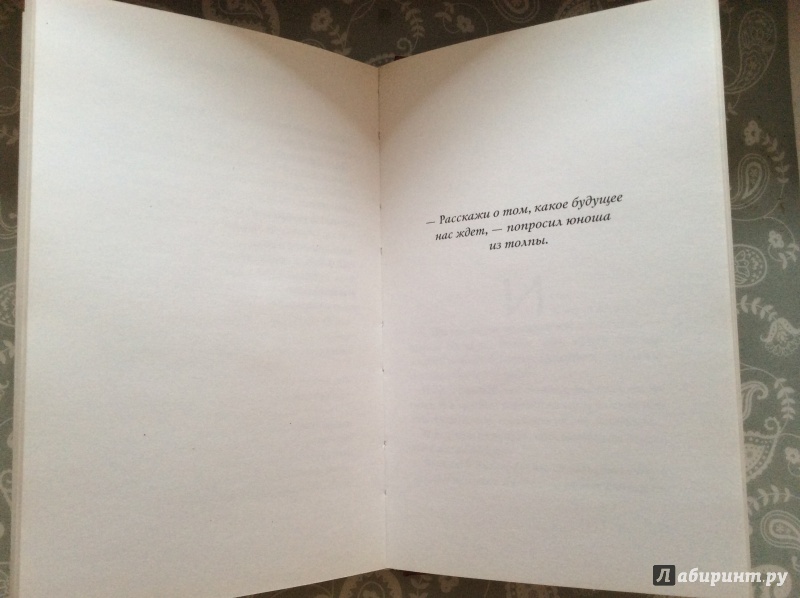 — Расскажи о том, какое будущее
нас ждет, — попросил юноша
из толпы.
Лабиринт.ру